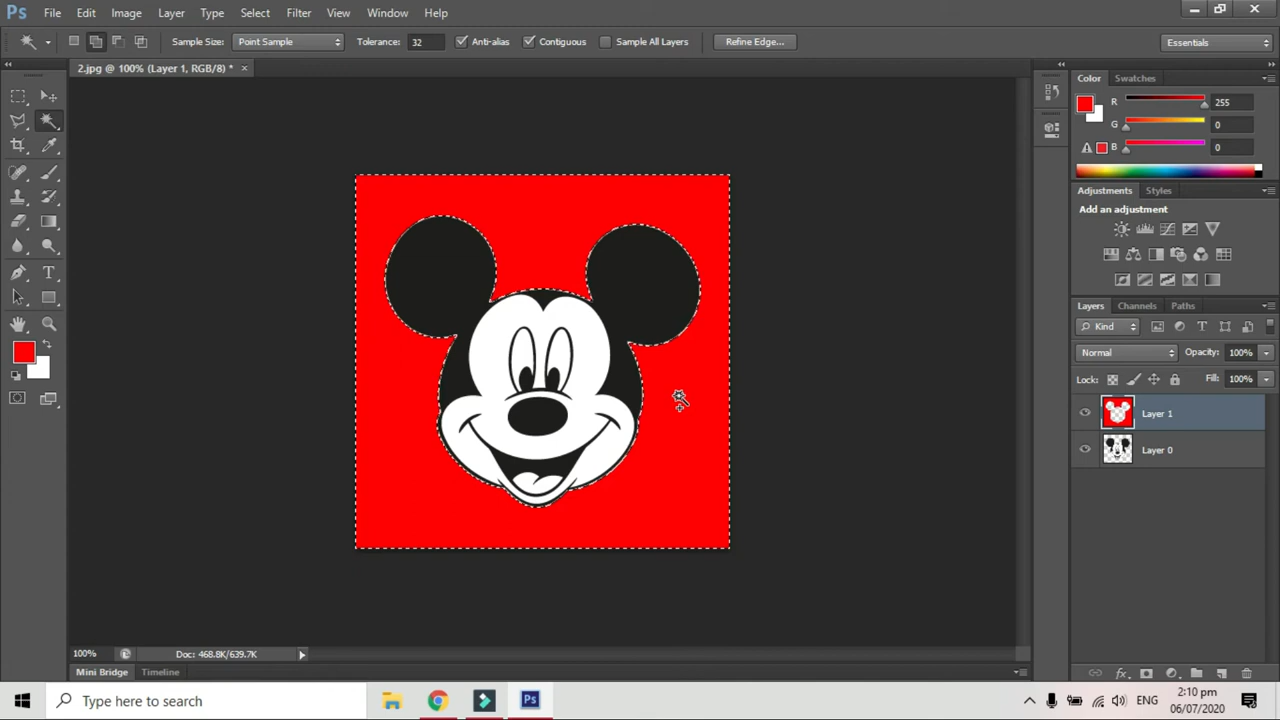 Ps File Edit Image Layer Type Select Filter View Window Help
Sample Size: Point Sample Tolerance: 32 Anti-alias Contiguous Sample All Layers Refine Edge... Essentials
2.jpg @ 100% (Layer 1, RGB/8) * ×
Color Swatches
R 255
G 0
B 0
Adjustments Styles
Add an adjustment
Layers Channels Paths
Kind
Normal Opacity: 100%
Lock: Fill: 100%
Layer 1
Layer 0
100% Doc: 468.8K/639.7K
Mini Bridge Timeline
Type here to search Ps ENG 2:10 pm
06/07/2020